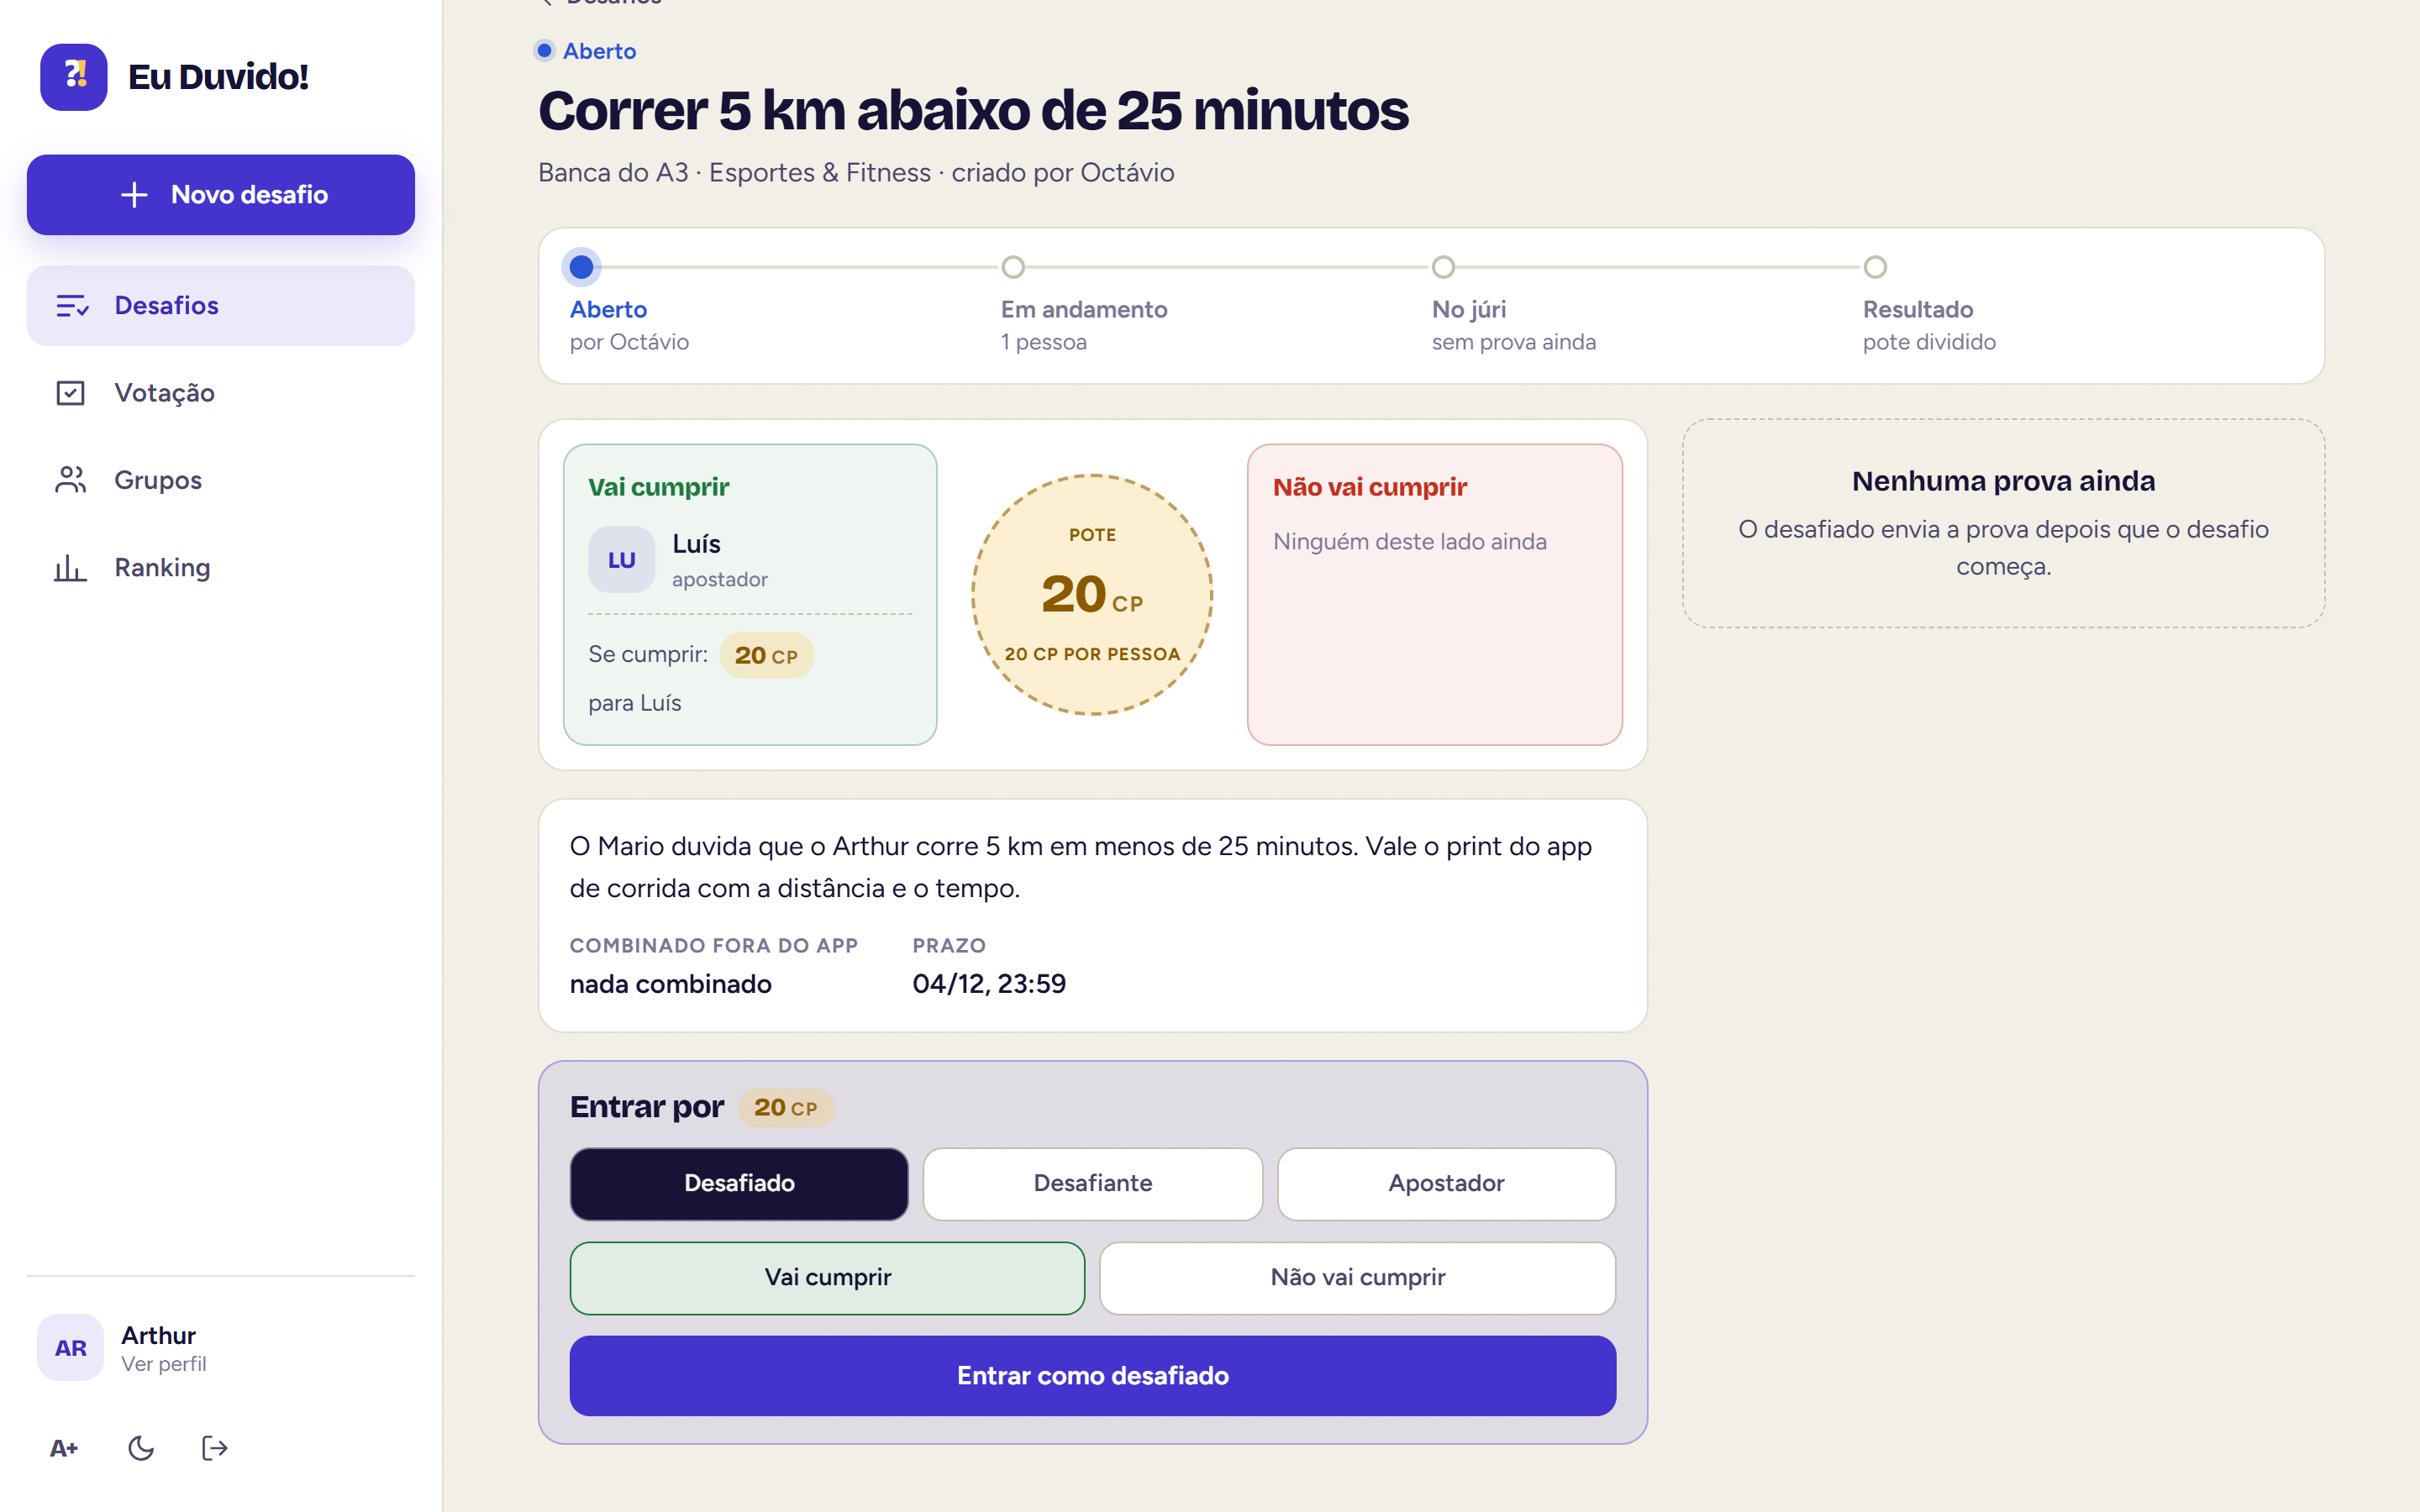 ?!
Eu Duvido!
Novo desafio
Desafios
Votação
Grupos
Ranking
AR
Arthur
Ver perfil
A+
Desafios
Aberto
Correr 5 km abaixo de 25 minutos
Banca do A3 · Esportes & Fitness · criado por Octávio
Aberto
por Octávio
Em andamento
1 pessoa
No júri
sem prova ainda
Resultado
pote dividido
Vai cumprir
LU
Luís
apostador
Se cumprir: 20 CP
para Luís
POTE
20 CP
20 CP POR PESSOA
Não vai cumprir
Ninguém deste lado ainda
Nenhuma prova ainda
O desafiado envia a prova depois que o desafio
começa.
O Mario duvida que o Arthur corre 5 km em menos de 25 minutos. Vale o print do app
de corrida com a distância e o tempo.
COMBINADO FORA DO APP
nada combinado
PRAZO
04/12, 23:59
Entrar por 20 CP
Desafiado
Desafiante
Apostador
Vai cumprir
Não vai cumprir
Entrar como desafiado